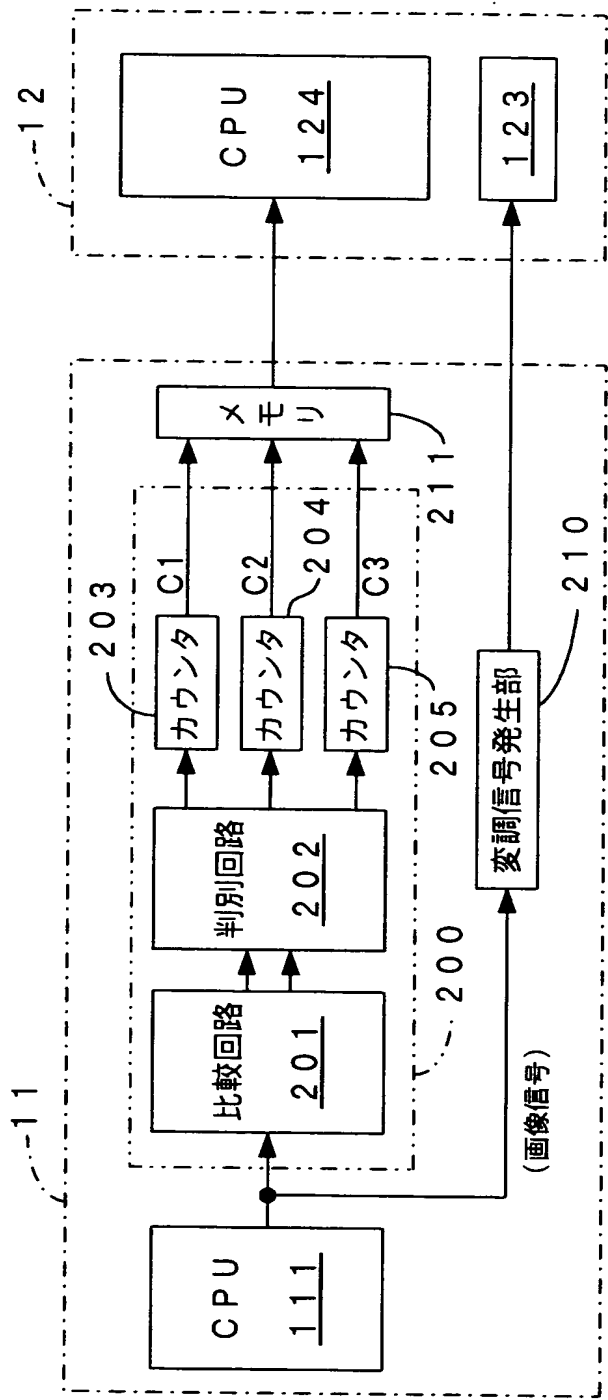 11
CPU
111
(画像信号)
比較回路
201
判別回路
202
200
203
カウンタ
C1
カウンタ
C2
204
カウンタ
C3
205
メモリ
211
変調信号発生部
210
12
CPU
124
123